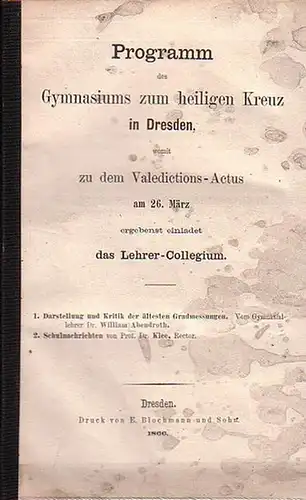 Programm
des
Gymnasiums zum heiligen Kreuz
in Dresden,
womit
zu dem Valedictions-Actus
am 26. März
ergebenst einladet
das Lehrer-Collegium.
1. Darstellung und Kritik der ältesten Gradmessungen. Vom Gymnasial-
lehrer Dr. William Abendroth.
2. Schulnachrichten von Prof. Dr. Klee, Rector.
Dresden.
Druck von E. Blochmann und Sohn.
1866.